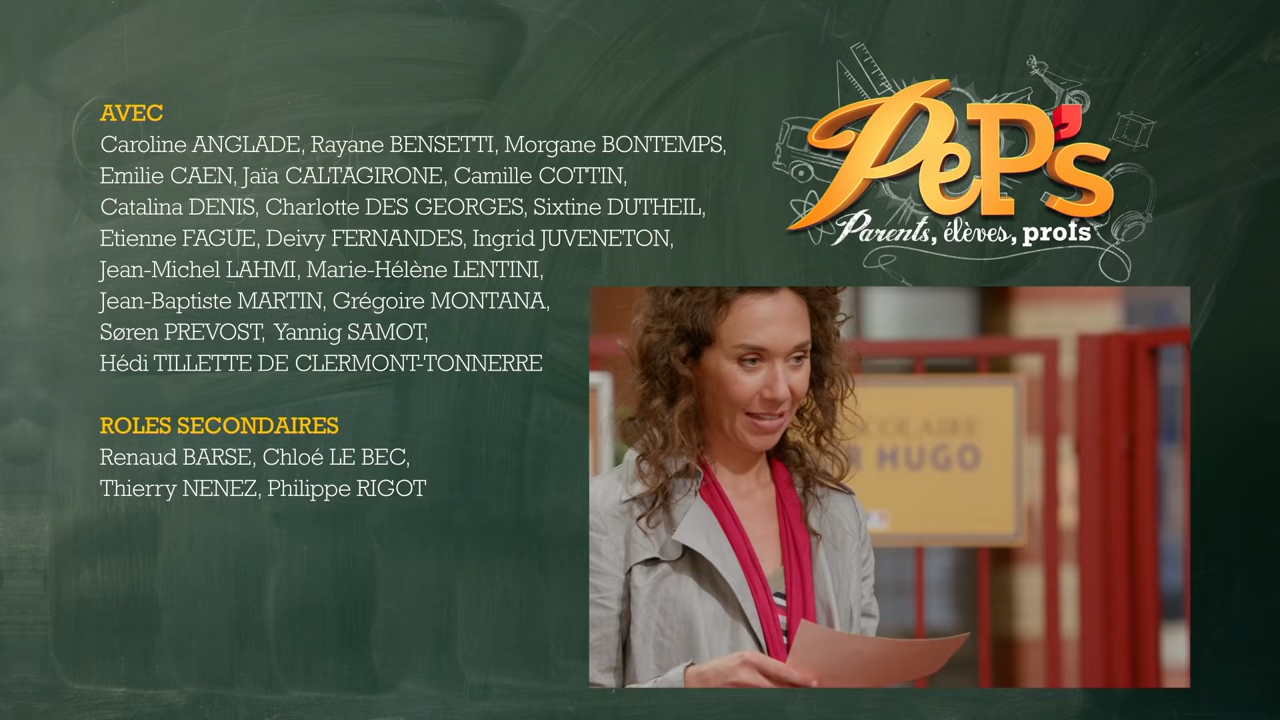 AVEC
Caroline ANGLADE, Rayane BENSETTI, Morgane BONTEMPS,
Emilie CAEN, Jaïa CALTAGIRONE, Camille COTTIN,
Catalina DENIS, Charlotte DES GEORGES, Sixtine DUTHEIL,
Etienne FAGUE, Deivy FERNANDES, Ingrid JUVENETON,
Jean-Michel LAHMI, Marie-Hélène LENTINI,
Jean-Baptiste MARTIN, Grégoire MONTANA,
Søren PREVOST, Yannig SAMOT,
Hédi TILLETTE DE CLERMONT-TONNERRE
ROLES SECONDAIRES
Renaud BARSE, Chloé LE BEC,
Thierry NENEZ, Philippe RIGOT
PeP's
Parents, élèves, profs
HUGO